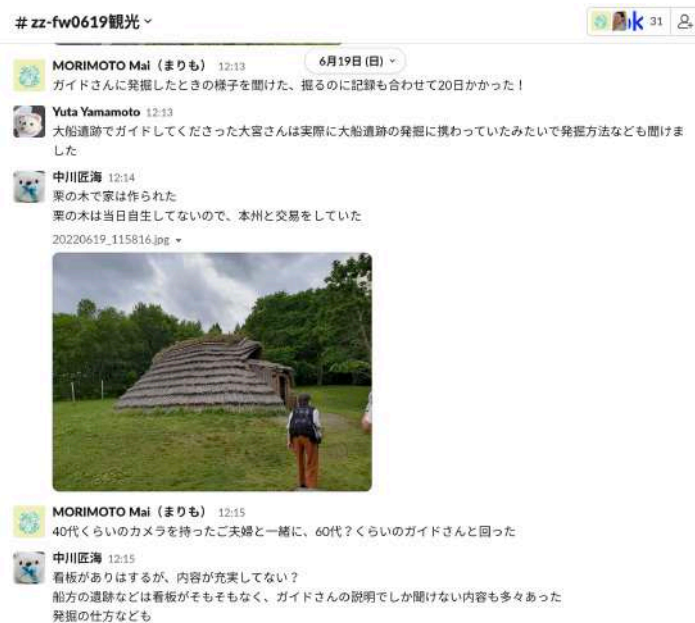 # zz-fw0619観光
31
6月19日 (日)
MORIMOTO Mai（まりも） 12:13
ガイドさんに発掘したときの様子を聞けた、掘るのに記録も合わせて20日かかった！
Yuta Yamamoto 12:13
大船遺跡でガイドしてくださった大宮さんは実際に大船遺跡の発掘に携わっていたみたいで発掘方法なども聞けま
した
中川匠海 12:14
栗の木で家は作られた
栗の木は当日自生してないので、本州と交易をしていた
20220619_115816.jpg
MORIMOTO Mai（まりも） 12:15
40代くらいのカメラを持ったご夫婦と一緒に、60代？くらいのガイドさんと回った
中川匠海 12:15
看板がありはするが、内容が充実してない？
船方の遺跡などは看板がそもそもなく、ガイドさんの説明でしか聞けない内容も多々あった
発掘の仕方なども